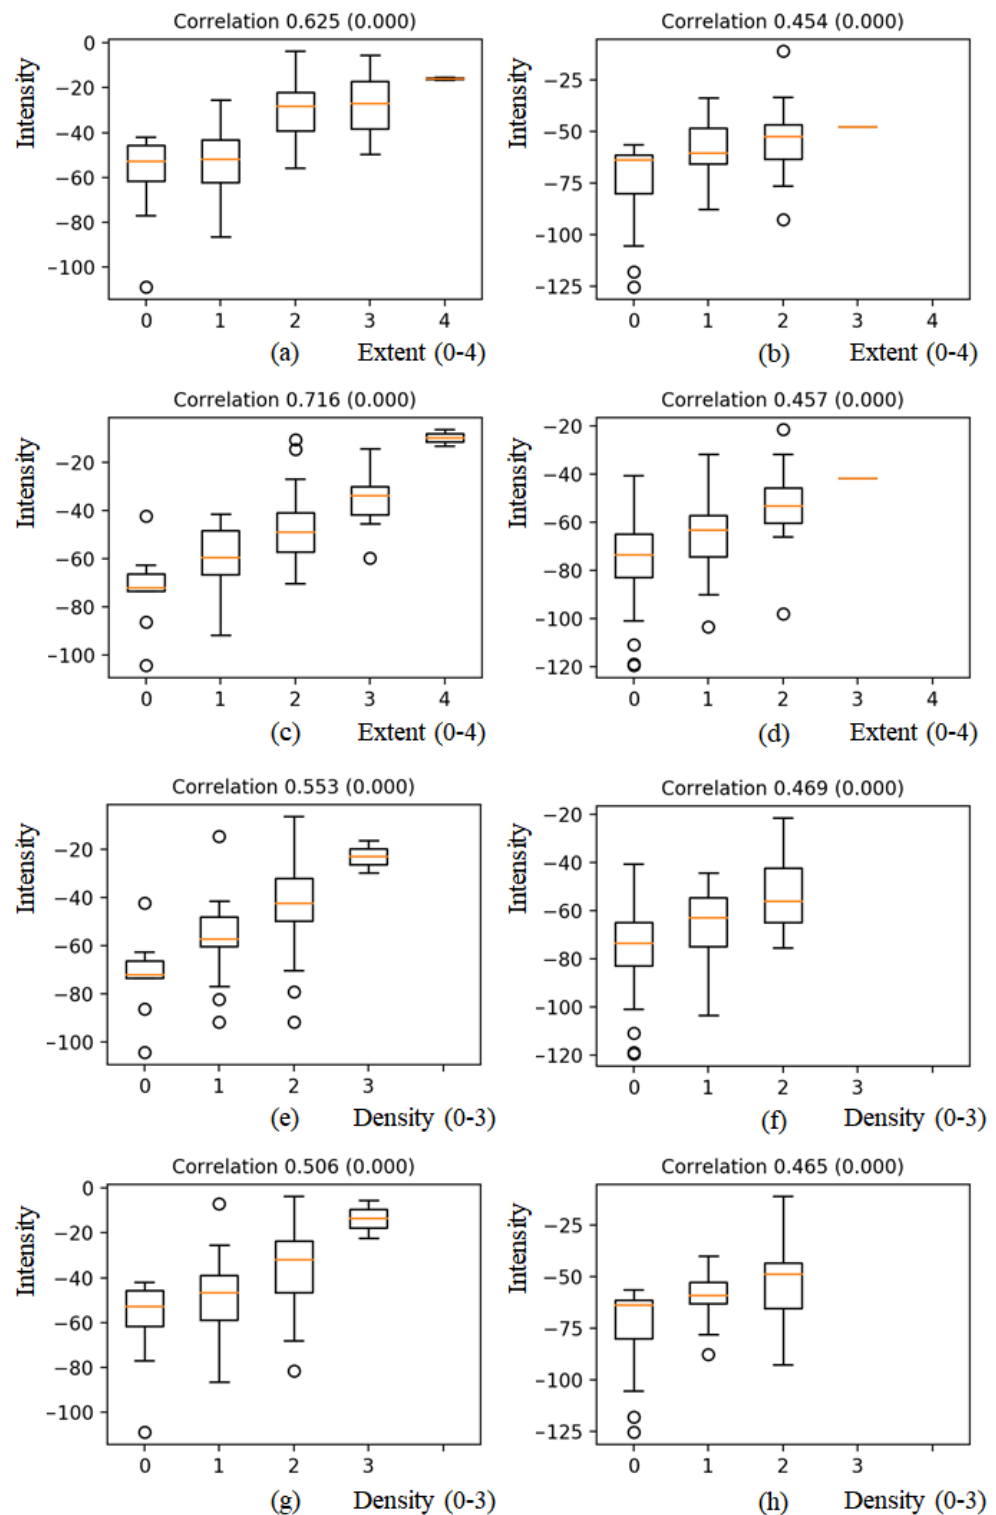 Correlation 0.625 (0.000)
Intensity
0
−20
−40
−60
−80
−100
0 1 2 3 4
(a) Extent (0-4)
Correlation 0.454 (0.000)
Intensity
−25
−50
−75
−100
−125
0 1 2 3 4
(b) Extent (0-4)
Correlation 0.716 (0.000)
Intensity
−20
−40
−60
−80
−100
0 1 2 3 4
(c) Extent (0-4)
Correlation 0.457 (0.000)
Intensity
−20
−40
−60
−80
−100
−120
0 1 2 3 4
(d) Extent (0-4)
Correlation 0.553 (0.000)
Intensity
−20
−40
−60
−80
−100
0 1 2 3
(e) Density (0-3)
Correlation 0.469 (0.000)
Intensity
−20
−40
−60
−80
−100
−120
0 1 2 3
(f) Density (0-3)
Correlation 0.506 (0.000)
Intensity
0
−20
−40
−60
−80
−100
0 1 2 3
(g) Density (0-3)
Correlation 0.465 (0.000)
Intensity
−25
−50
−75
−100
−125
0 1 2 3
(h) Density (0-3)